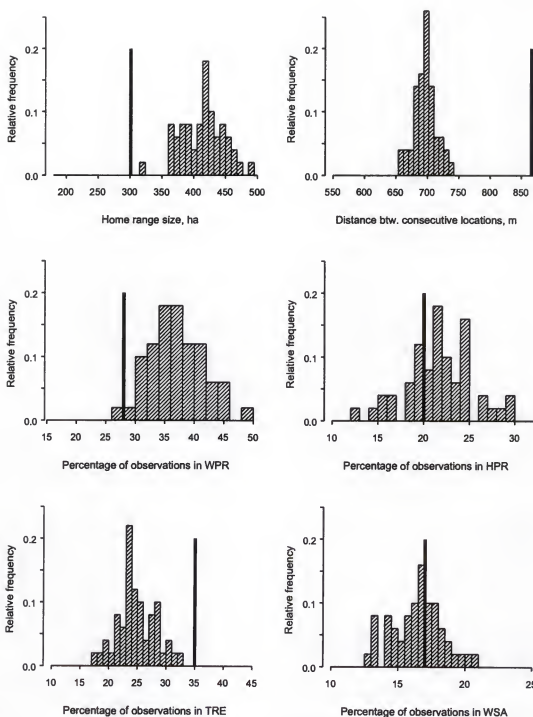 Relative frequency
0.2
0.1
0.0
200 250 300 350 400 450 500
Home range size, ha
Relative frequency
0.2
0.1
0.0
550 600 650 700 750 800 850
Distance btw. consecutive locations, m
Relative frequency
0.2
0.1
0.0
15 20 25 30 35 40 45 50
Percentage of observations in WPR
Relative frequency
0.2
0.1
0.0
10 15 20 25 30
Percentage of observations in HPR
Relative frequency
0.2
0.1
0.0
10 15 20 25 30 35 40 45
Percentage of observations in TRE
Relative frequency
0.2
0.1
0.0
10 15 20 25
Percentage of observations in WSA